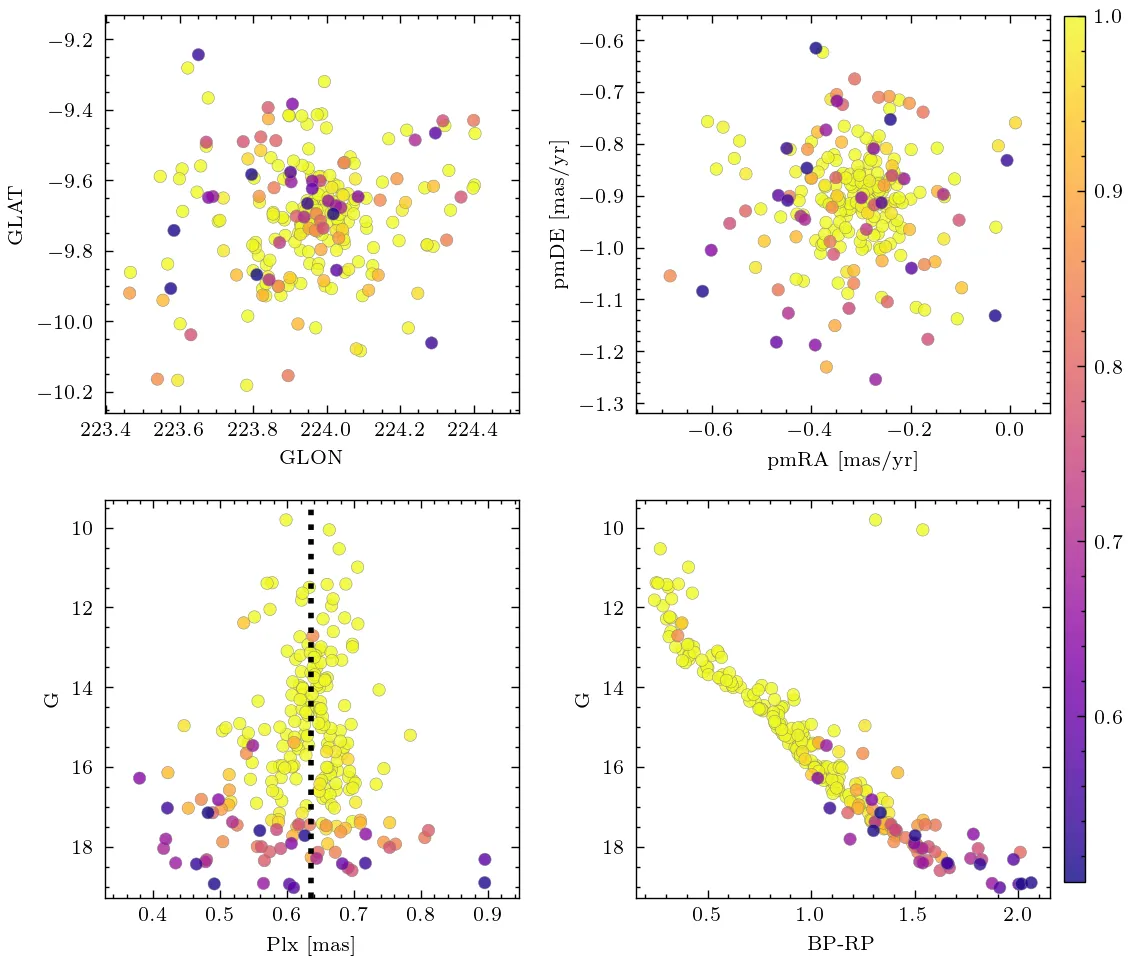 −9.2
−9.4
−9.6
−9.8
−10.0
−10.2
GLAT
223.4 223.6 223.8 224.0 224.2 224.4
GLON
−0.6
−0.7
−0.8
−0.9
−1.0
−1.1
−1.2
−1.3
pmDE [mas/yr]
−0.6 −0.4 −0.2 0.0
pmRA [mas/yr]
10
12
14
16
18
G
0.4 0.5 0.6 0.7 0.8 0.9
Plx [mas]
10
12
14
16
18
G
0.5 1.0 1.5 2.0
BP-RP
1.0
0.9
0.8
0.7
0.6